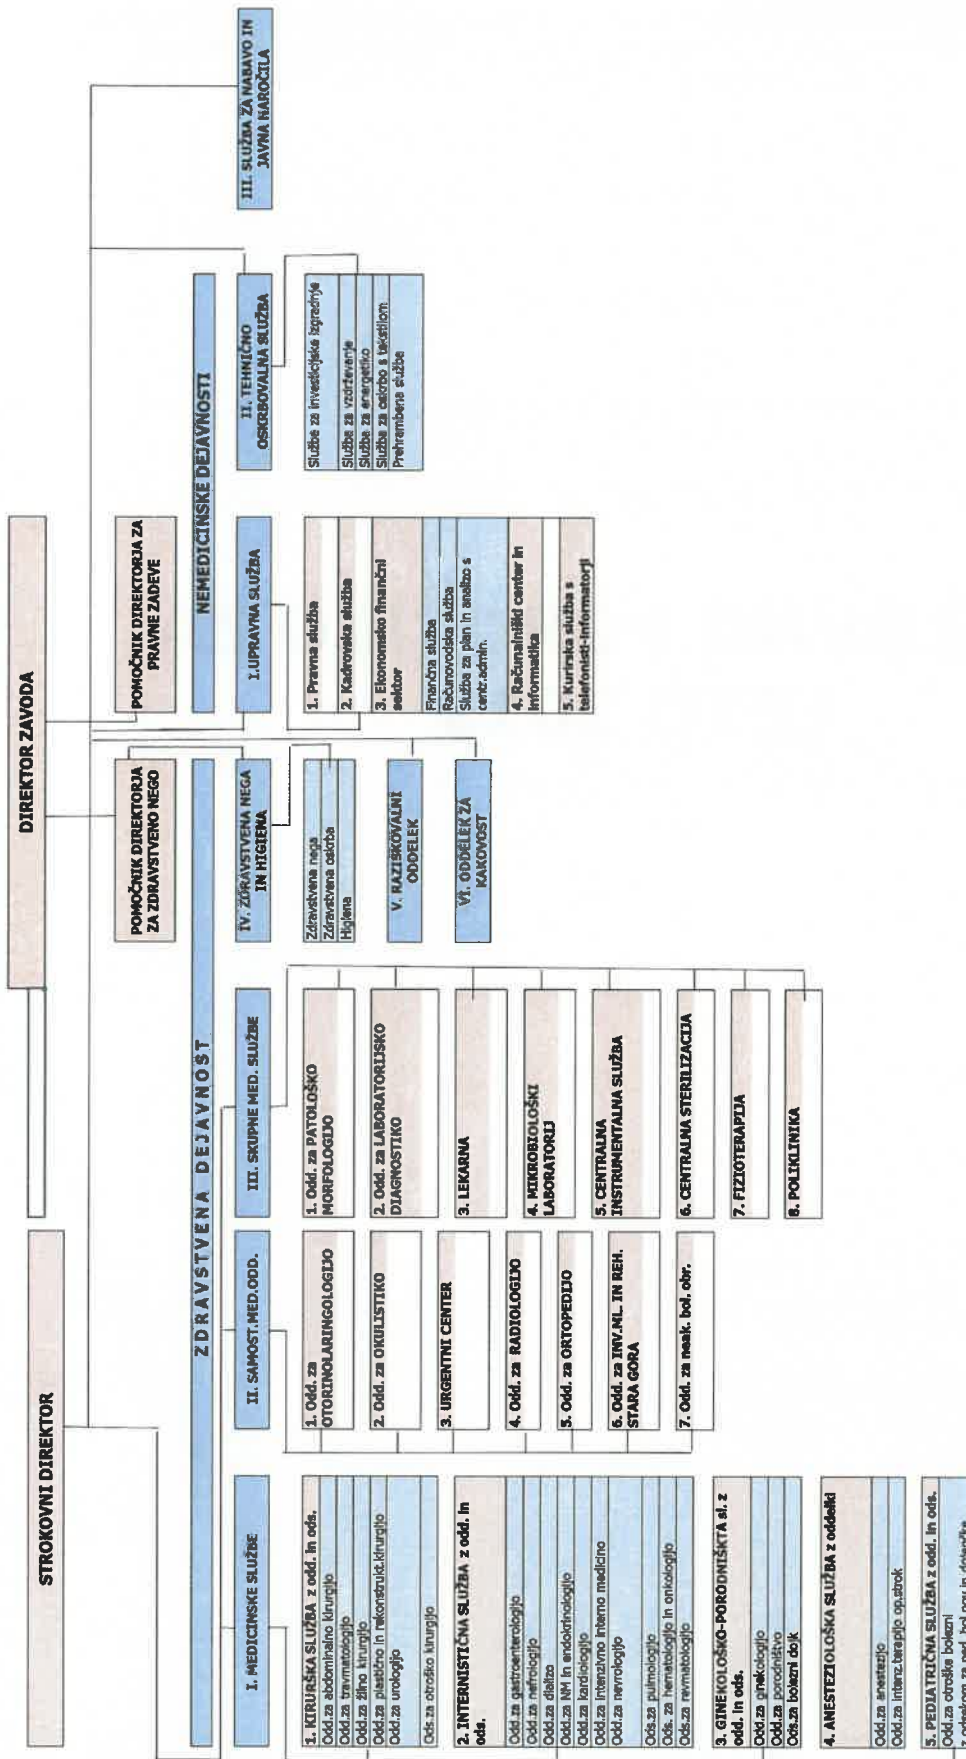 DIREKTOR ZAVODA
STROKOVNI DIREKTOR
POMOČNIK DIREKTORJA
ZA ZDRAVSTVENO NEGO
POMOČNIK DIREKTORJA ZA
PRAVNE ZADEVE
ZDRAVSTVENA DEJAVNOST
NEMEDICINSKE DEJAVNOSTI
I. MEDICINSKE SLUŽBE
II. SAMOST.MED.ODD.
III. SKUPNE MED. SLUŽBE
IV. ZDRAVSTVENA NEGA
IN HIGIENA
I.UPRAVNA SLUŽBA
II. TEHNIČNO
OSKRBOVALNA SLUŽBA
III. SLUŽBA ZA NABAVO IN
JAVNA NAROČILA
1. KIRURŠKA SLUŽBA z odd. in ods.
Odd.za abdominalno kirurgijo
Odd.za travmatologijo
Odd.za žilno kirurgijo
Odd.za plastično in rekonstrukt.kirurgijo
Odd.za urologijo
Ods.za otroško kirurgijo
2. INTERNISTIČNA SLUŽBA z odd. in
ods.
Odd.za gastroenterologijo
Odd.za nefrologijo
Odd.za dializo
Odd.za NM in endokrinologijo
Odd.za kardiologijo
Odd.za intenzivno interno medicino
Odd.za nevrologijo
Ods.za pulmologijo
Ods. za hematologijo in onkologijo
Ods.za revmatologijo
3. GINEKOLOŠKO-PORODNIŠKTA sl. z
odd. in ods.
Odd.za ginekologijo
Odd.za porodništvo
Ods.za bolezni dojk
4. ANESTEZIOLOŠKA SLUŽBA z oddelki
Odd.za anestezijo
Odd.za intenz.terapijo op.strok
5. PEDIATRIČNA SLUŽBA z odd. in ods.
Odd.za otroške bolezni
1. Odd. za
OTORINOLARINGOLOGIJO
2. Odd. za OKULISTIKO
3. URGENTNI CENTER
4. Odd. za RADIOLOGIJO
5. Odd. za ORTOPEDIJO
6. Odd. za INV.ML. IN REH.
STARA GORA
7. Odd. za neak. bol. obr.
1. Odd. za PATOLOŠKO
MORFOLOGIJO
2. Odd. za LABORATORIJSKO
DIAGNOSTIKO
3. LEKARNA
4. MIKROBIOLOŠKI
LABORATORIJ
5. CENTRALNA
INSTRUMENTALNA SLUŽBA
6. CENTRALNA STERILIZACIJA
7. FIZIOTERAPIJA
8. POLIKLINIKA
Zdravstvena nega
Zdravstvena oskrba
Higiena
V. RAZISKOVALNI
ODDELEK
VI. ODDELEK ZA
KAKOVOST
1. Pravna služba
2. Kadrovska služba
3. Ekonomsko finančni
sektor
Finančna služba
Računovodska služba
Služba za plan in analizo s
centr.admin.
4. Računalniški center in
informatika
5. Kurirska služba s
telefonisti-informatorji
Služba za investicijske izgradnje
Služba za vzdrževanje
Služba za energetiko
Služba za oskrbo s tekstilom
Prehrambena služba